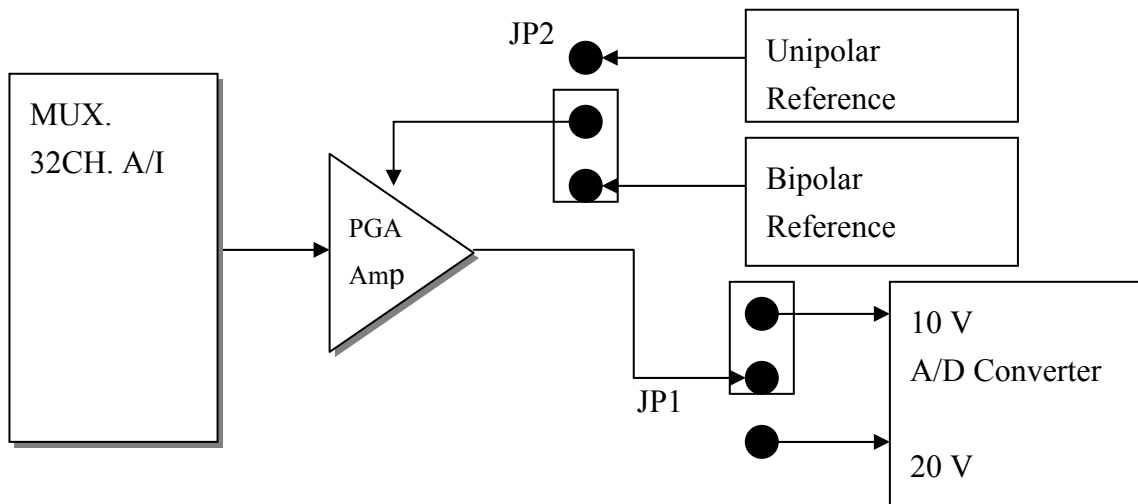 JP2
Unipolar
Reference
MUX.
32CH. A/I
Bipolar
Reference
PGA
Amp
10 V
A/D Converter
JP1
20 V